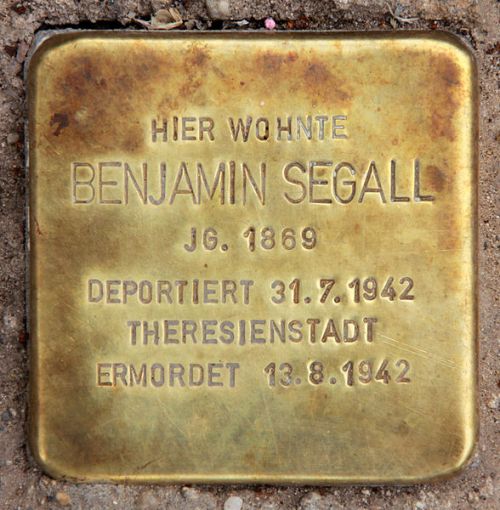 HIER WOHNTE
BENJAMIN SEGALL
JG. 1869
DEPORTIERT 31.7.1942
THERESIENSTADT
ERMORDET 13.8.1942